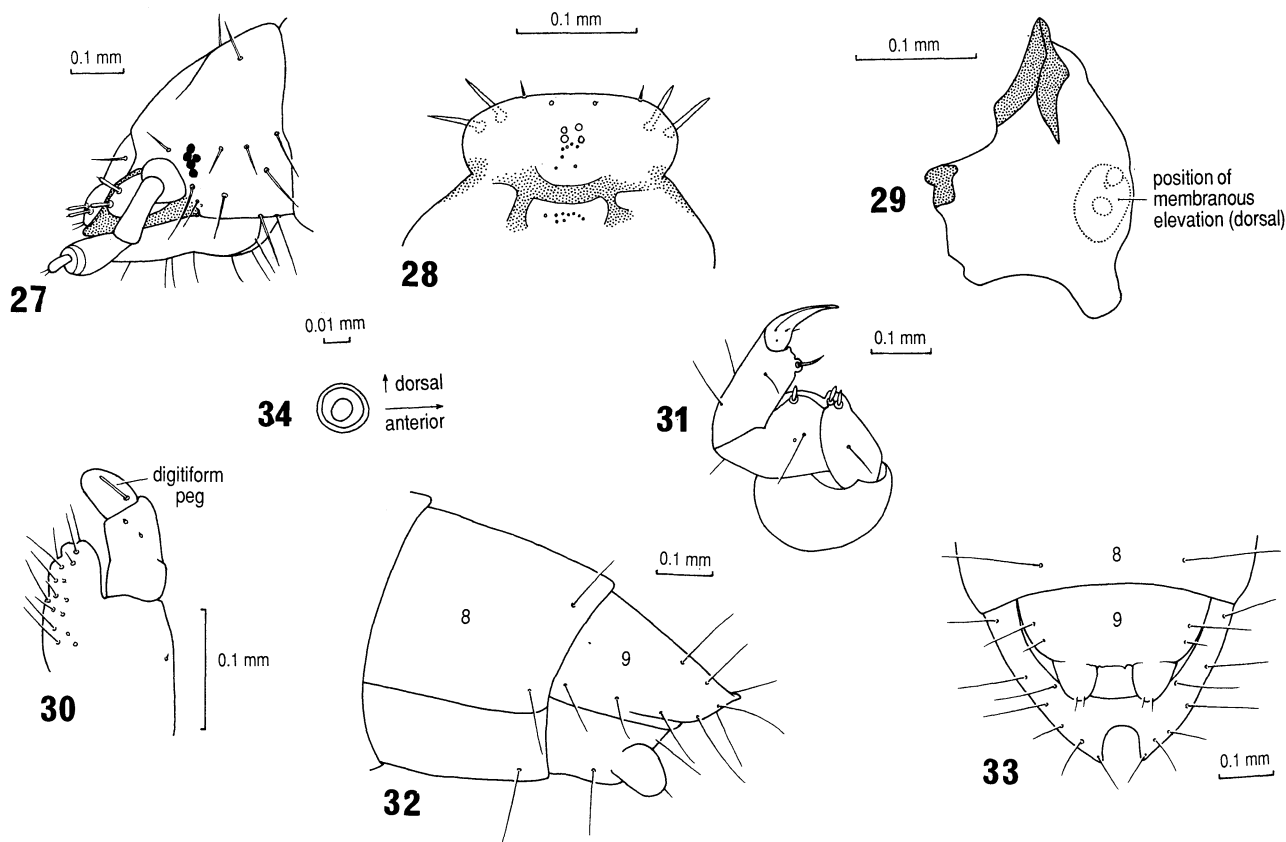 0.1 mm
27
0.1 mm
28
0.1 mm
29
position of
membranous
elevation (dorsal)
0.01 mm
34
dorsal
anterior
0.1 mm
31
digitiform
peg
0.1 mm
30
0.1 mm
8
9
32
8
9
33
0.1 mm